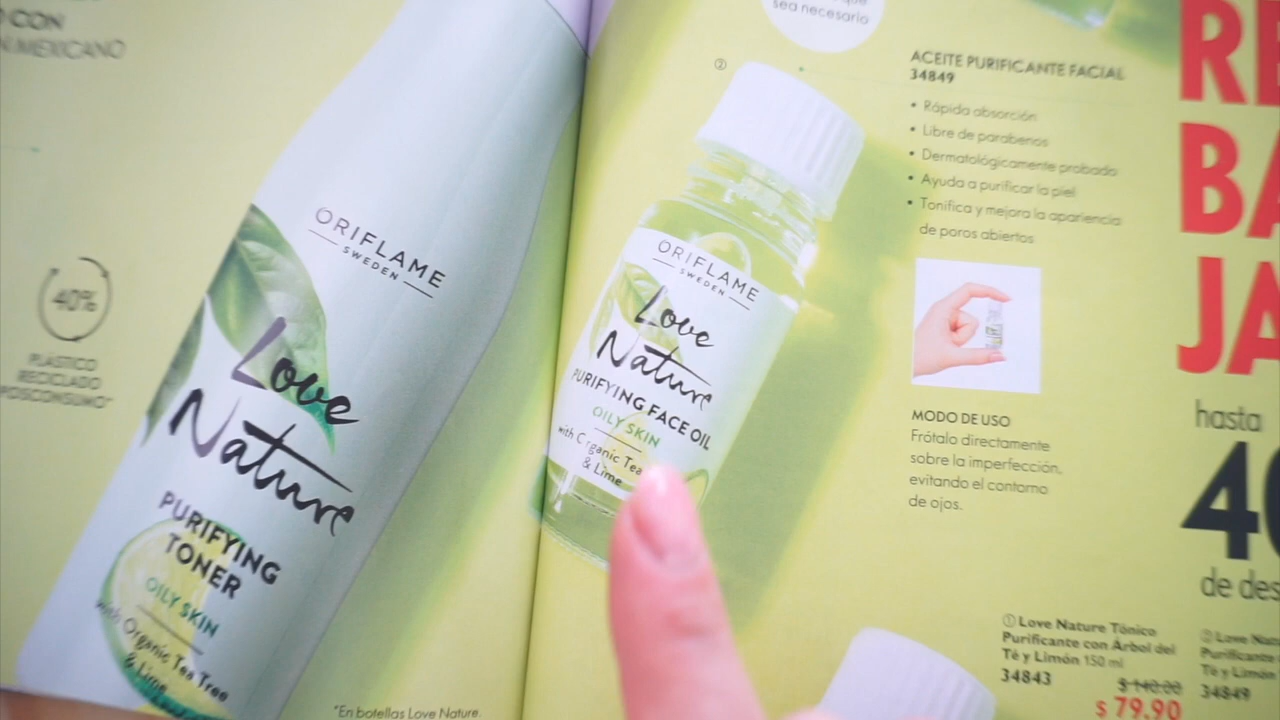 CON
MEXICANO
40%
PLÁSTICO
RECICLADO
POSCONSUMO*
ORIFLAME
SWEDEN
Love
Nature
PURIFYING
TONER
OILY SKIN
with Organic Tea Tree
& Lime
*En botellas Love Nature.
sea necesario
②
ORIFLAME
SWEDEN
Love
Nature
PURIFYING FACE OIL
OILY SKIN
with Organic Tea
& Lime
ACEITE PURIFICANTE FACIAL
34849
• Rápida absorción
• Libre de parabenos
• Dermatológicamente probado
• Ayuda a purificar la piel
• Tonifica y mejora la apariencia
de poros abiertos
MODO DE USO
Frótalo directamente
sobre la imperfección,
evitando el contorno
de ojos.
RE
BA
JA
hasta
40
de des
① Love Nature Tónico
Purificante con Árbol del
Té y Limón 150 ml
34843
$ 140.00
$ 79.90
② Love Nat
Purificante
Té y Limón
34849